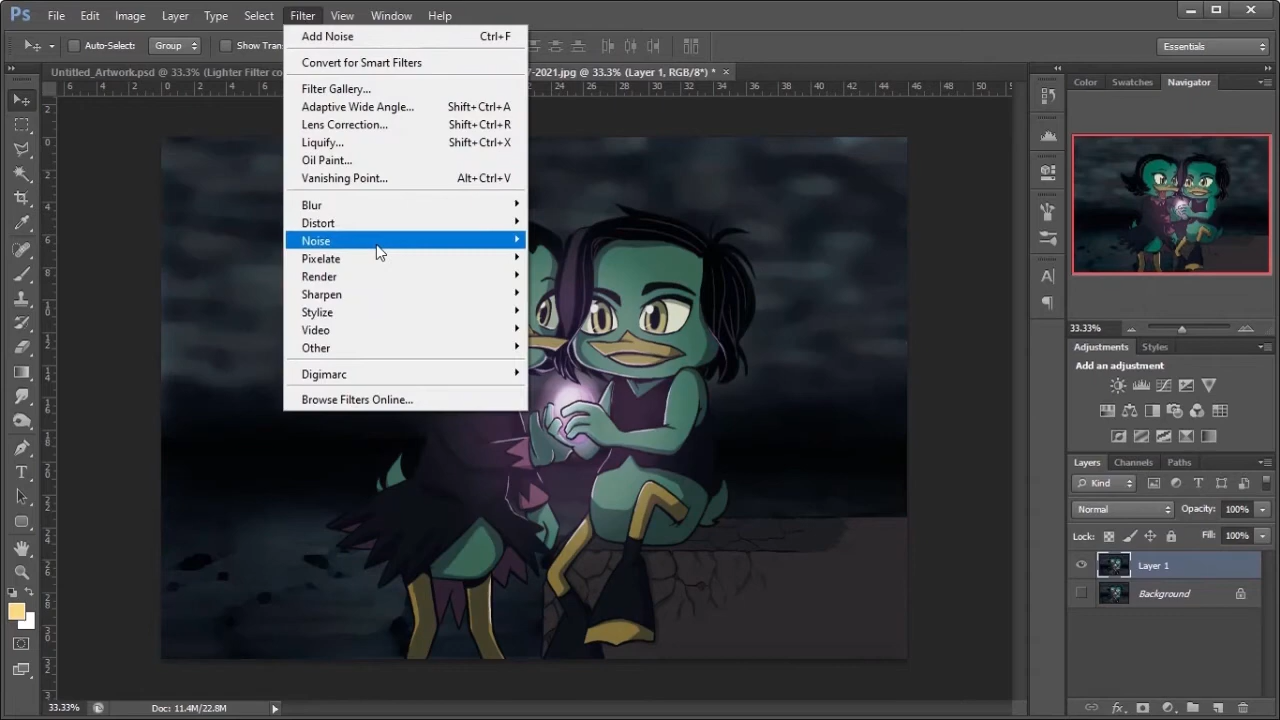 Ps File Edit Image Layer Type Select Filter View Window Help
Auto-Select: Group Show Tran Essentials
Add Noise Ctrl+F
Convert for Smart Filters
Filter Gallery...
Adaptive Wide Angle... Shift+Ctrl+A
Lens Correction... Shift+Ctrl+R
Liquify... Shift+Ctrl+X
Oil Paint...
Vanishing Point... Alt+Ctrl+V
Blur
Distort
Noise
Pixelate
Render
Sharpen
Stylize
Video
Other
Digimarc
Browse Filters Online...
Untitled_Artwork.psd @ 33.3% (Lighter Filter co -2021.jpg @ 33.3% (Layer 1, RGB/8*) *
Color Swatches Navigator
33.33%
Adjustments Styles
Add an adjustment
Layers Channels Paths
Kind
Normal Opacity: 100%
Lock: Fill: 100%
Layer 1
Background
33.33% Doc: 11.4M/22.8M